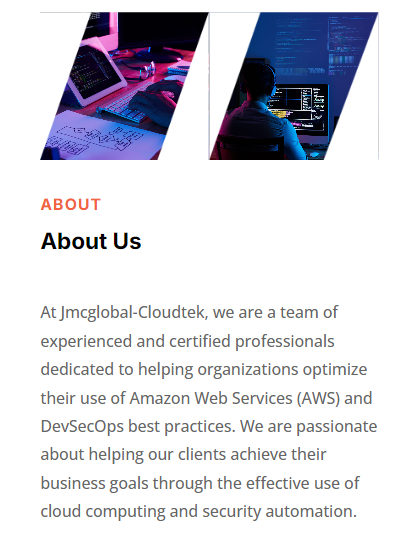 ABOUT
About Us
At Jmcglobal-Cloudtek, we are a team of
experienced and certified professionals
dedicated to helping organizations optimize
their use of Amazon Web Services (AWS) and
DevSecOps best practices. We are passionate
about helping our clients achieve their
business goals through the effective use of
cloud computing and security automation.